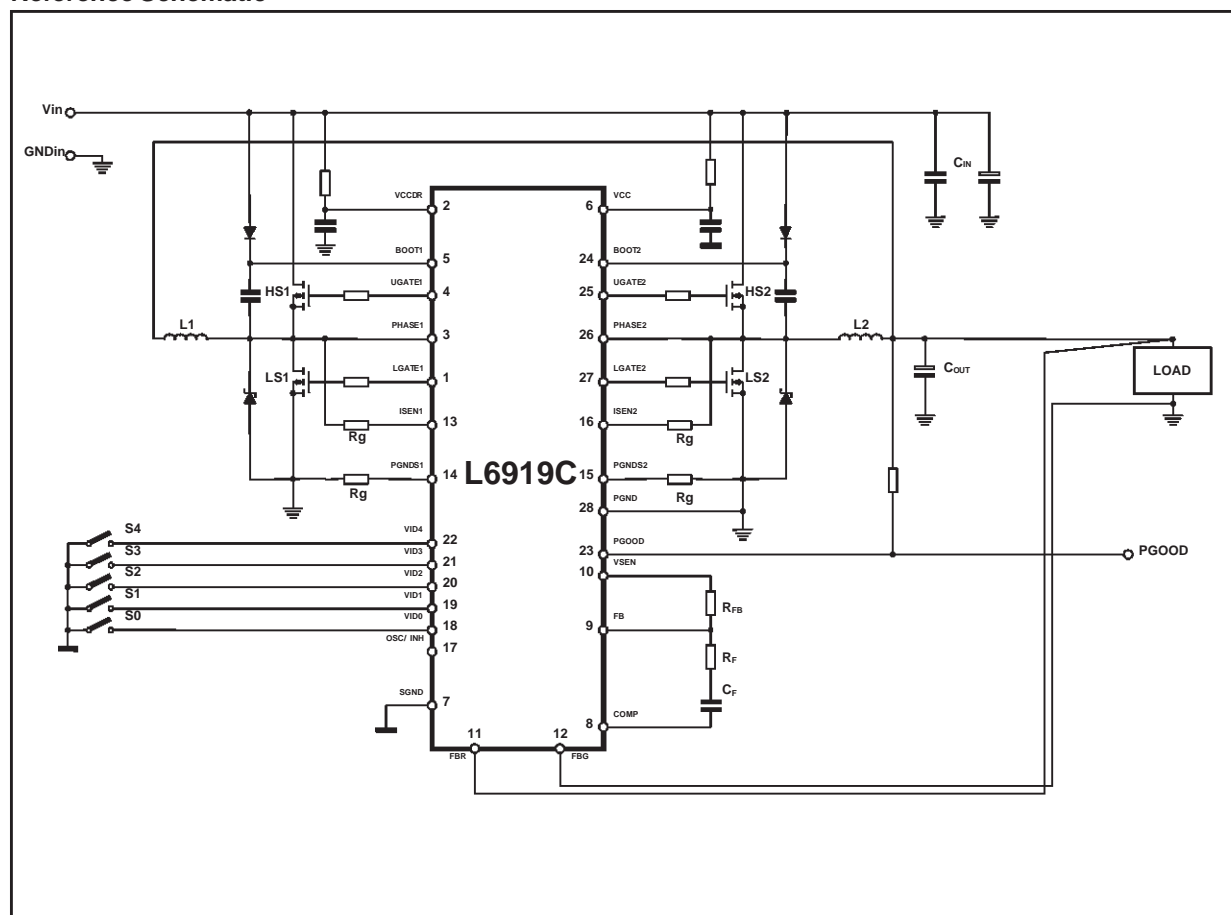 Reference Schematic
Vin
GNDin
CIN
VCCDR
2
VCC
6
BOOT1
5
BOOT2
24
HS1
UGATE1
4
UGATE2
25
HS2
L1
PHASE1
3
PHASE2
26
L2
LS1
LGATE1
1
LGATE2
27
LS2
COUT
LOAD
ISEN1
13
Rg
ISEN2
16
Rg
PGNDS1
14
Rg
L6919C
PGNDS2
15
Rg
PGND
28
S4
VID4
22
PGOOD
23
PGOOD
S3
VID3
21
VSEN
10
S2
VID2
20
RFB
S1
VID1
19
FB
9
S0
VID0
18
OSC/ INH
17
RF
CF
SGND
7
COMP
8
11
FBR
12
FBG